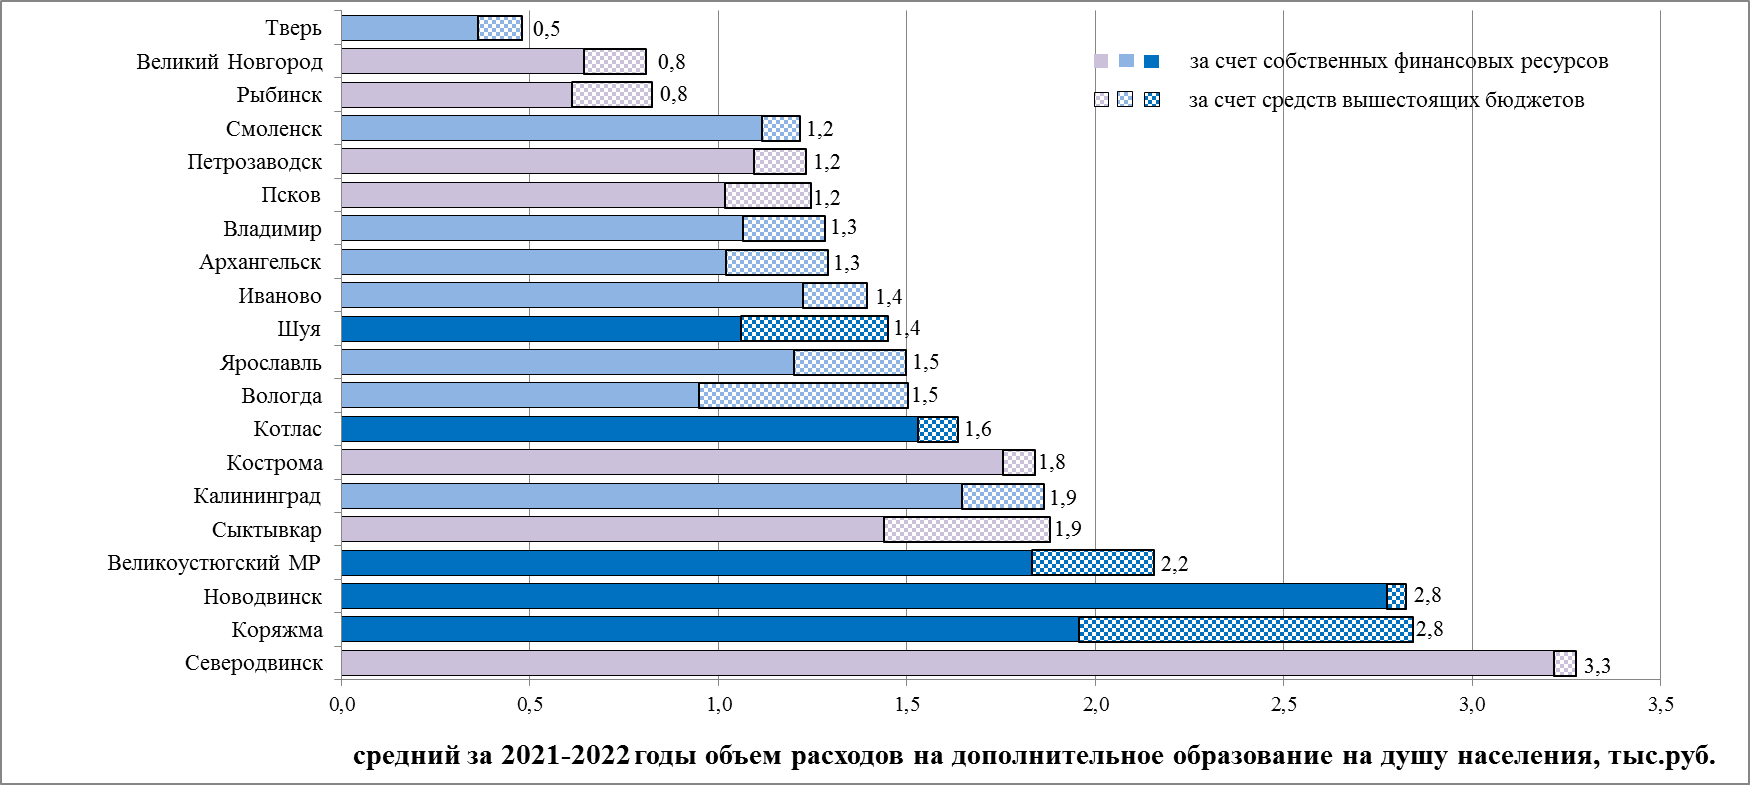 Тверь 0,5
Великий Новгород 0,8
за счет собственных финансовых ресурсов
Рыбинск 0,8
за счет средств вышестоящих бюджетов
Смоленск 1,2
Петрозаводск 1,2
Псков 1,2
Владимир 1,3
Архангельск 1,3
Иваново 1,4
Шуя 1,4
Ярославль 1,5
Вологда 1,5
Котлас 1,6
Кострома 1,8
Калининград 1,9
Сыктывкар 1,9
Великоустюгский МР 2,2
Новодвинск 2,8
Коряжма 2,8
Северодвинск 3,3
0,0 0,5 1,0 1,5 2,0 2,5 3,0 3,5
средний за 2021-2022 годы объем расходов на дополнительное образование на душу населения, тыс.руб.